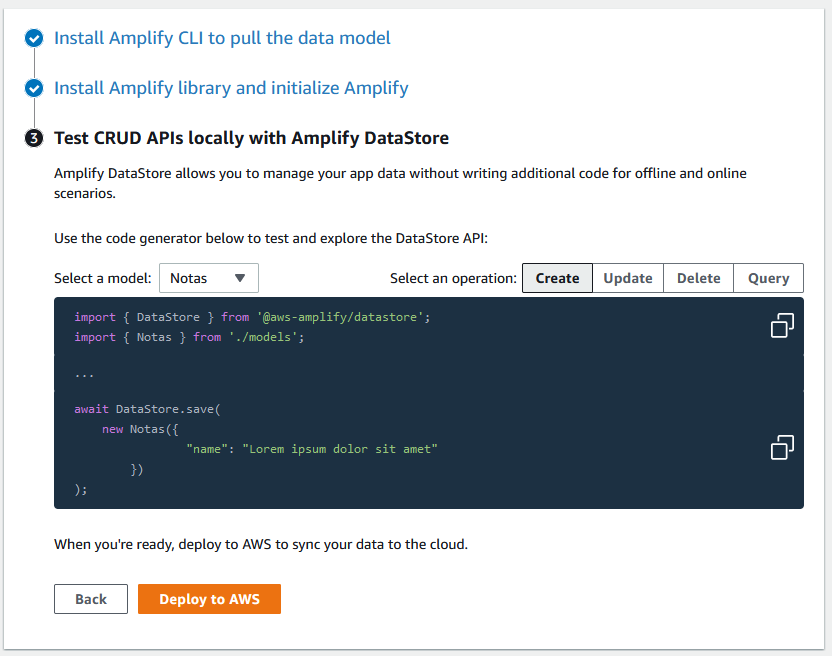 Install Amplify CLI to pull the data model
Install Amplify library and initialize Amplify
3 Test CRUD APIs locally with Amplify DataStore
Amplify DataStore allows you to manage your app data without writing additional code for offline and online
scenarios.
Use the code generator below to test and explore the DataStore API:
Select a model: Notas Select an operation: Create Update Delete Query
import { DataStore } from '@aws-amplify/datastore';
import { Notas } from './models';
...
await DataStore.save(
    new Notas({
        "name": "Lorem ipsum dolor sit amet"
    })
);
When you're ready, deploy to AWS to sync your data to the cloud.
Back Deploy to AWS